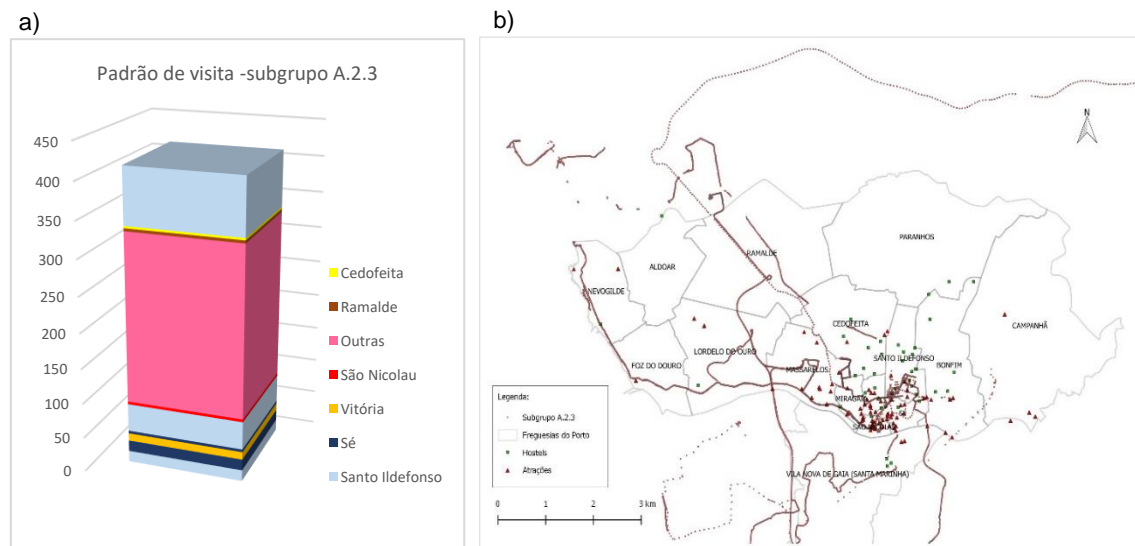 a)
Padrão de visita -subgrupo A.2.3
450
400
350
300
250
200
150
100
50
0
Cedofeita
Ramalde
Outras
São Nicolau
Vitória
Sé
Santo Ildefonso
b)
N
PARANHOS
RAMALDE
ALDOAR
NEVOGILDE
CAMPANHÃ
CEDOFEITA
SANTO ILDEFONSO
LORDELO DO OURO
BONFIM
FOZ DO DOURO
MASSARELOS
MIRAGAIA
VILA NOVA DE GAIA (SANTA MARINHA)
Legenda:
Subgrupo A.2.3
Freguesias do Porto
Hostels
Atrações
0 1 2 3 km